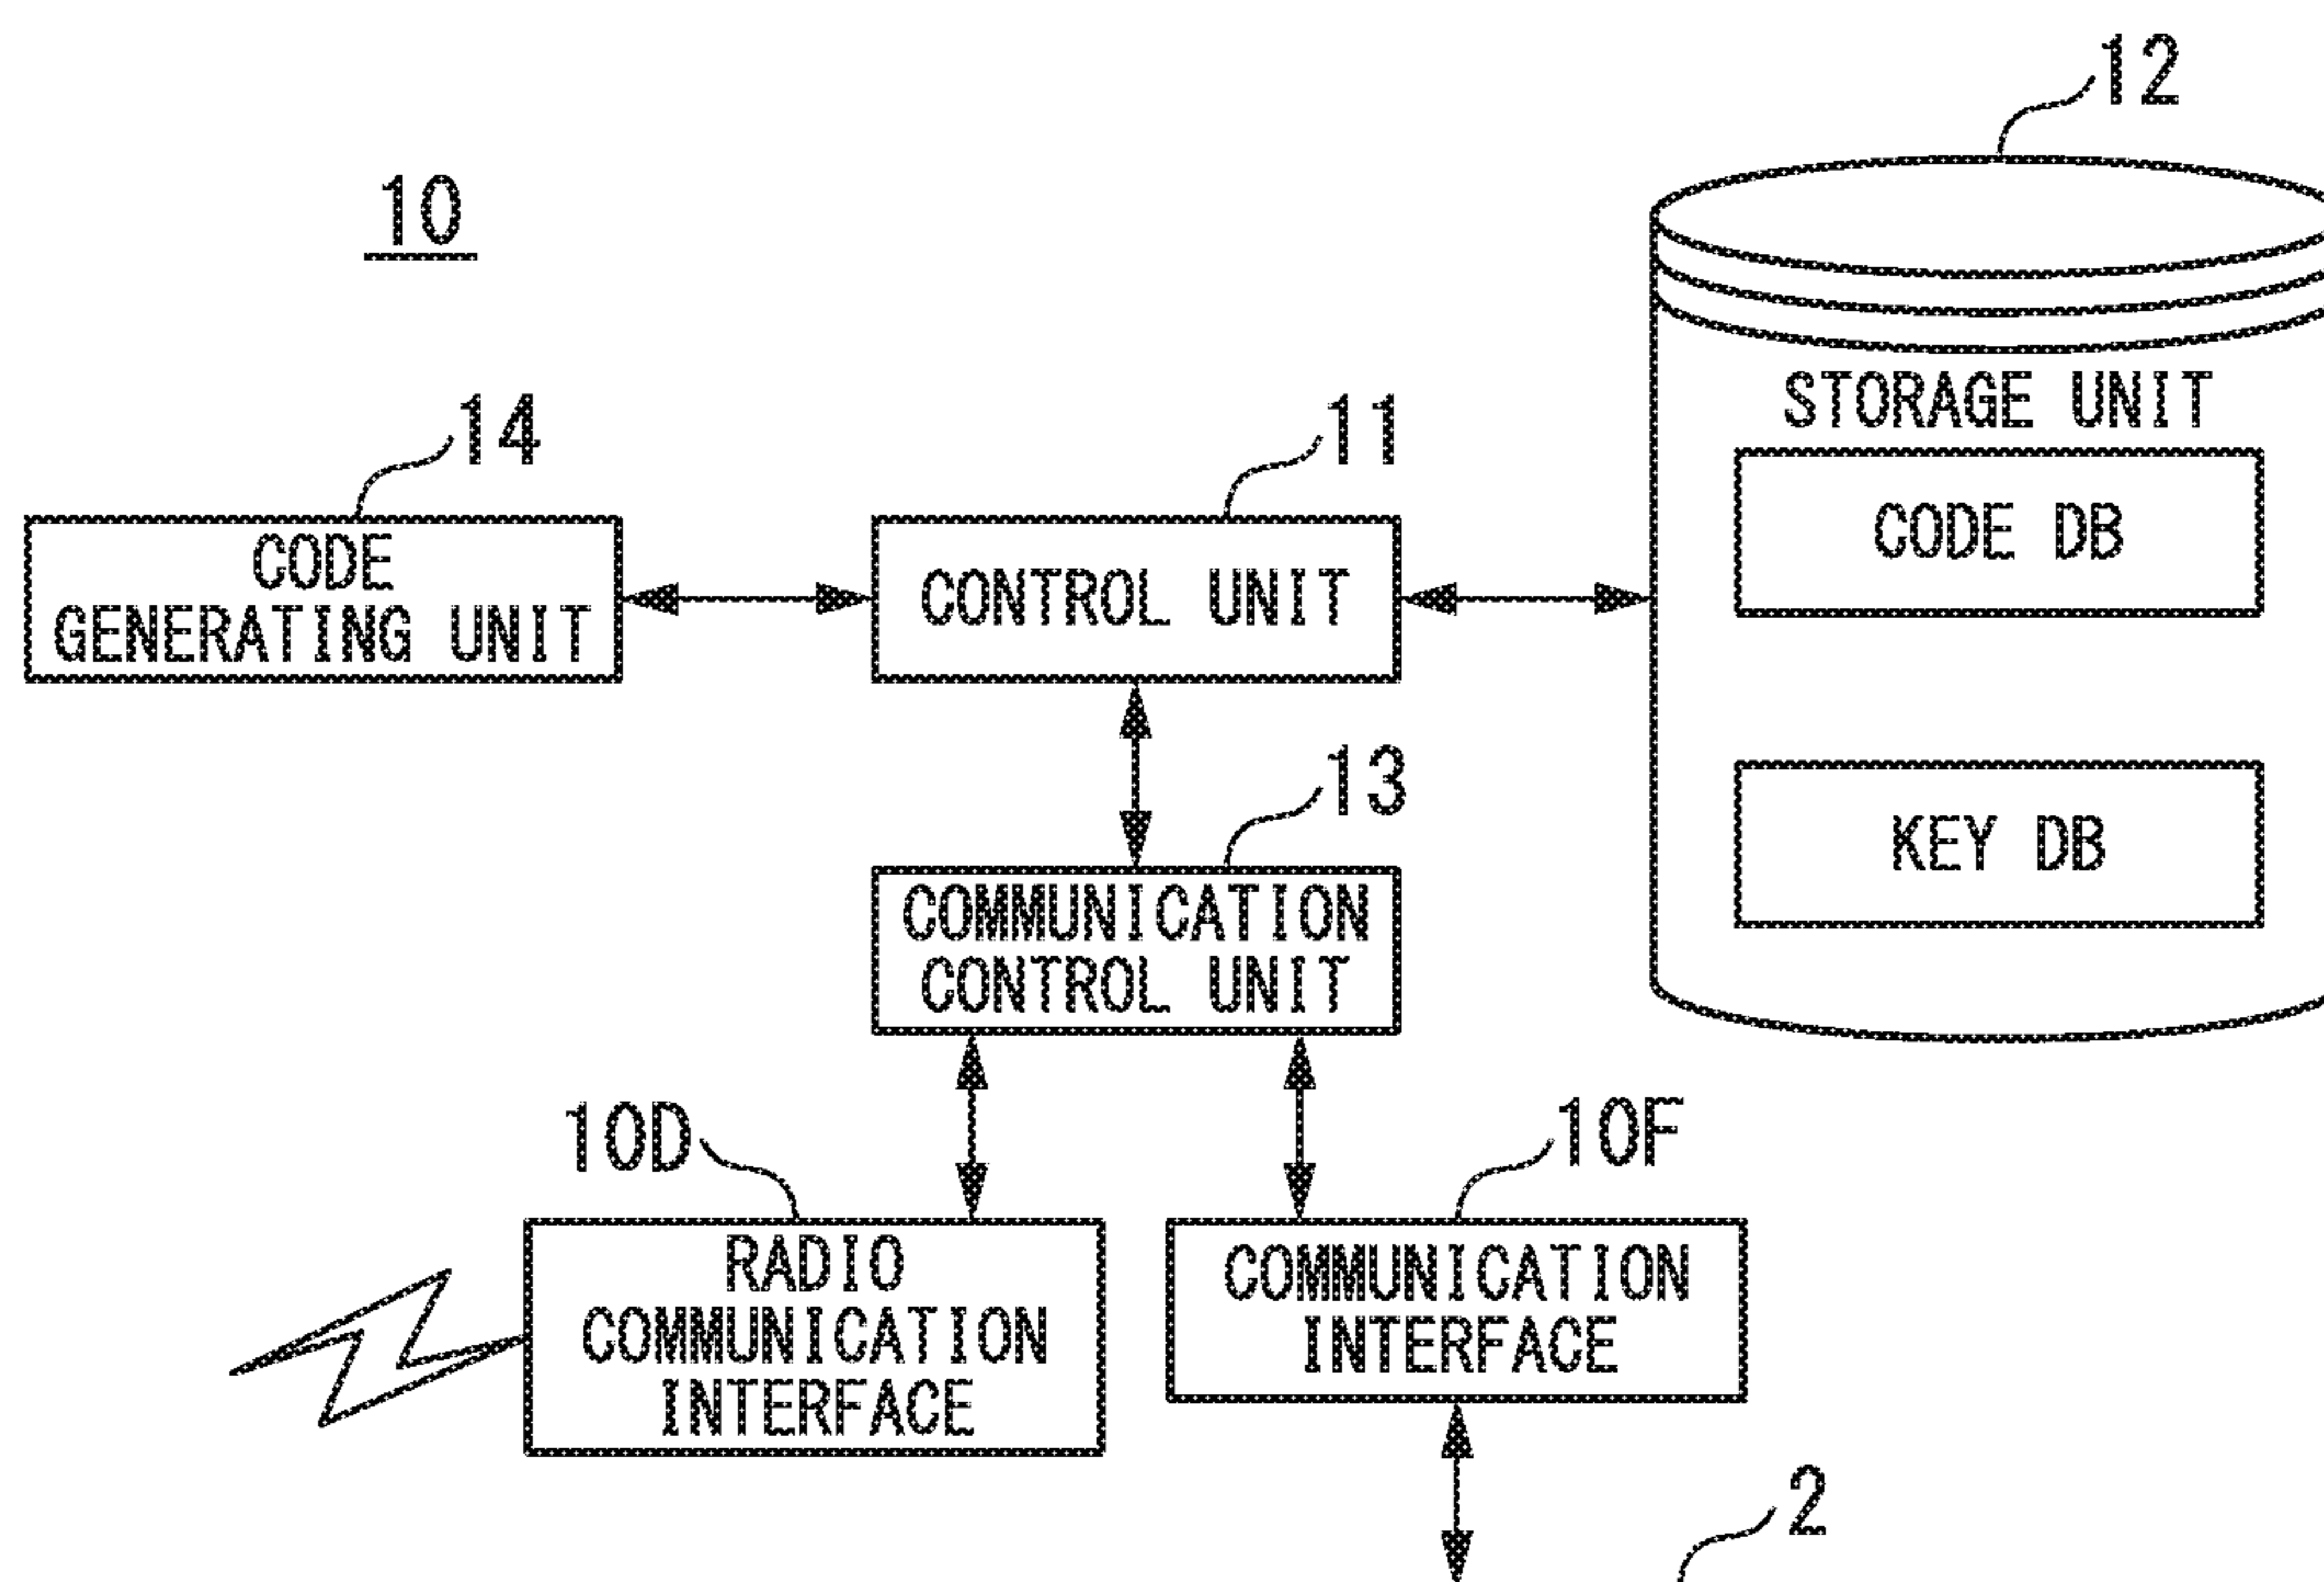 12
10
STORAGE UNIT
14
11
CODE DB
CODE
GENERATING UNIT
CONTROL UNIT
13
KEY DB
COMMUNICATION
CONTROL UNIT
10D
10F
RADIO
COMMUNICATION
INTERFACE
COMMUNICATION
INTERFACE
2